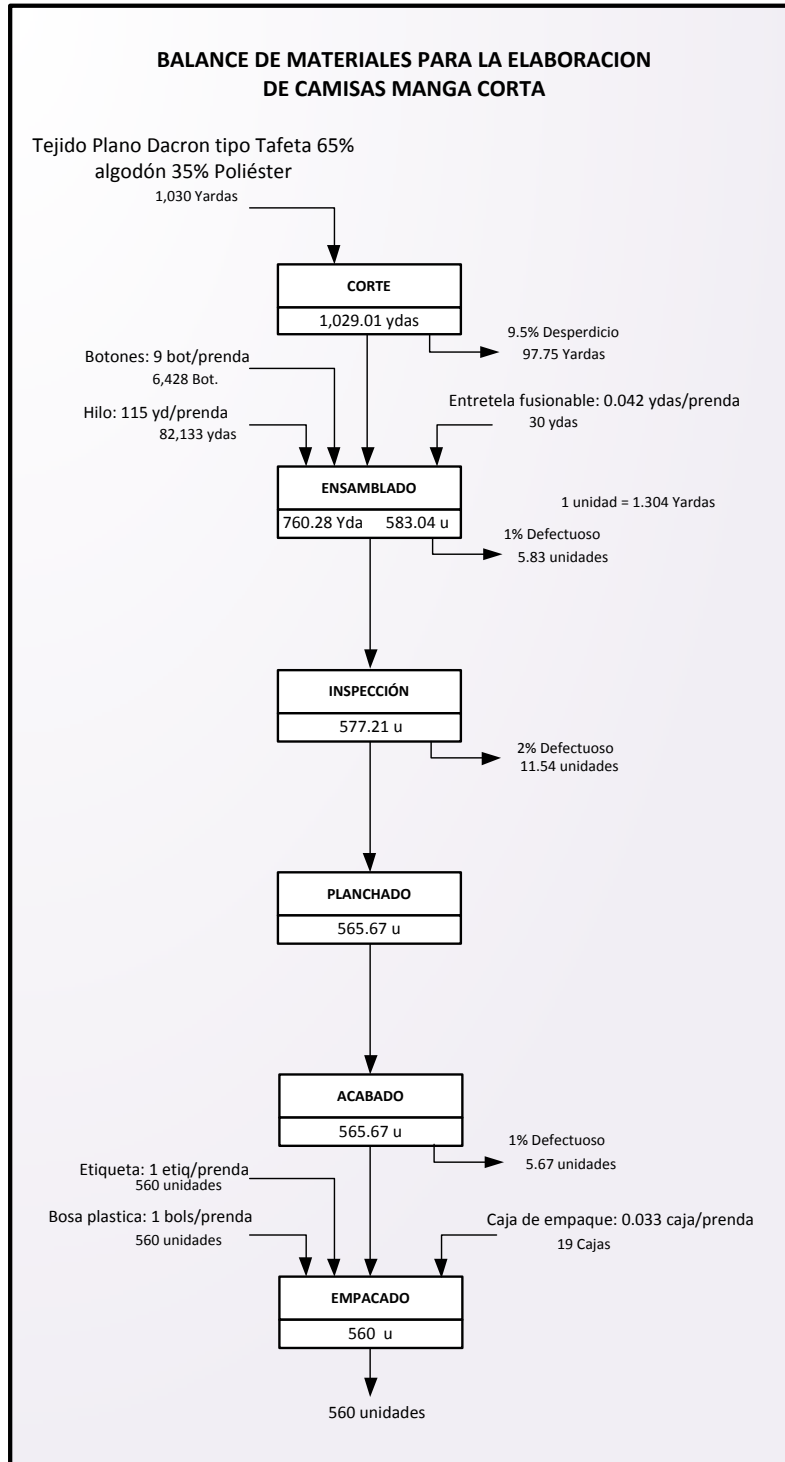 BALANCE DE MATERIALES PARA LA ELABORACION
DE CAMISAS MANGA CORTA
Tejido Plano Dacron tipo Tafeta 65%
algodón 35% Poliéster
1,030 Yardas
CORTE
1,029.01 ydas
9.5% Desperdicio
97.75 Yardas
Botones: 9 bot/prenda
6,428 Bot.
Hilo: 115 yd/prenda
82,133 ydas
Entretela fusionable: 0.042 ydas/prenda
30 ydas
ENSAMBLADO
760.28 Yda 583.04 u
1 unidad = 1.304 Yardas
1% Defectuoso
5.83 unidades
INSPECCIÓN
577.21 u
2% Defectuoso
11.54 unidades
PLANCHADO
565.67 u
ACABADO
565.67 u
1% Defectuoso
5.67 unidades
Etiqueta: 1 etiq/prenda
560 unidades
Bosa plastica: 1 bols/prenda
560 unidades
Caja de empaque: 0.033 caja/prenda
19 Cajas
EMPACADO
560 u
560 unidades